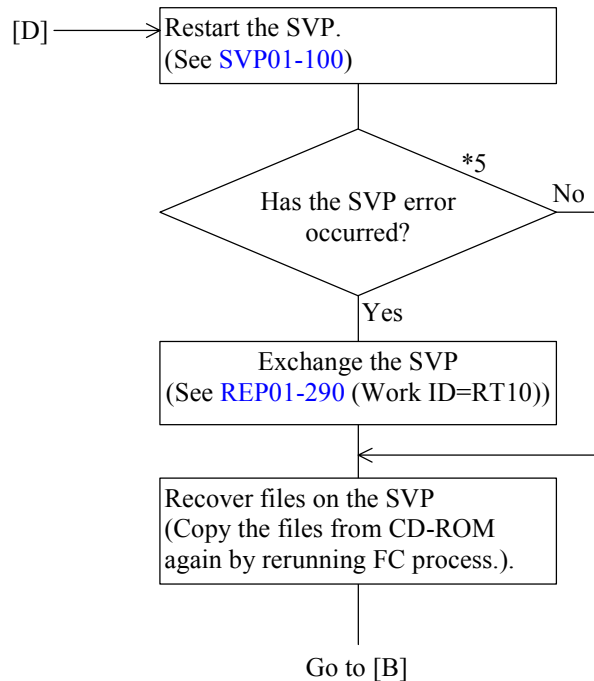 [D]
Restart the SVP.
(See SVP01-100)
*5
Has the SVP error
occurred?
No
Yes
Exchange the SVP
(See REP01-290 (Work ID=RT10))
Recover files on the SVP
(Copy the files from CD-ROM
again by rerunning FC process.).
Go to [B]